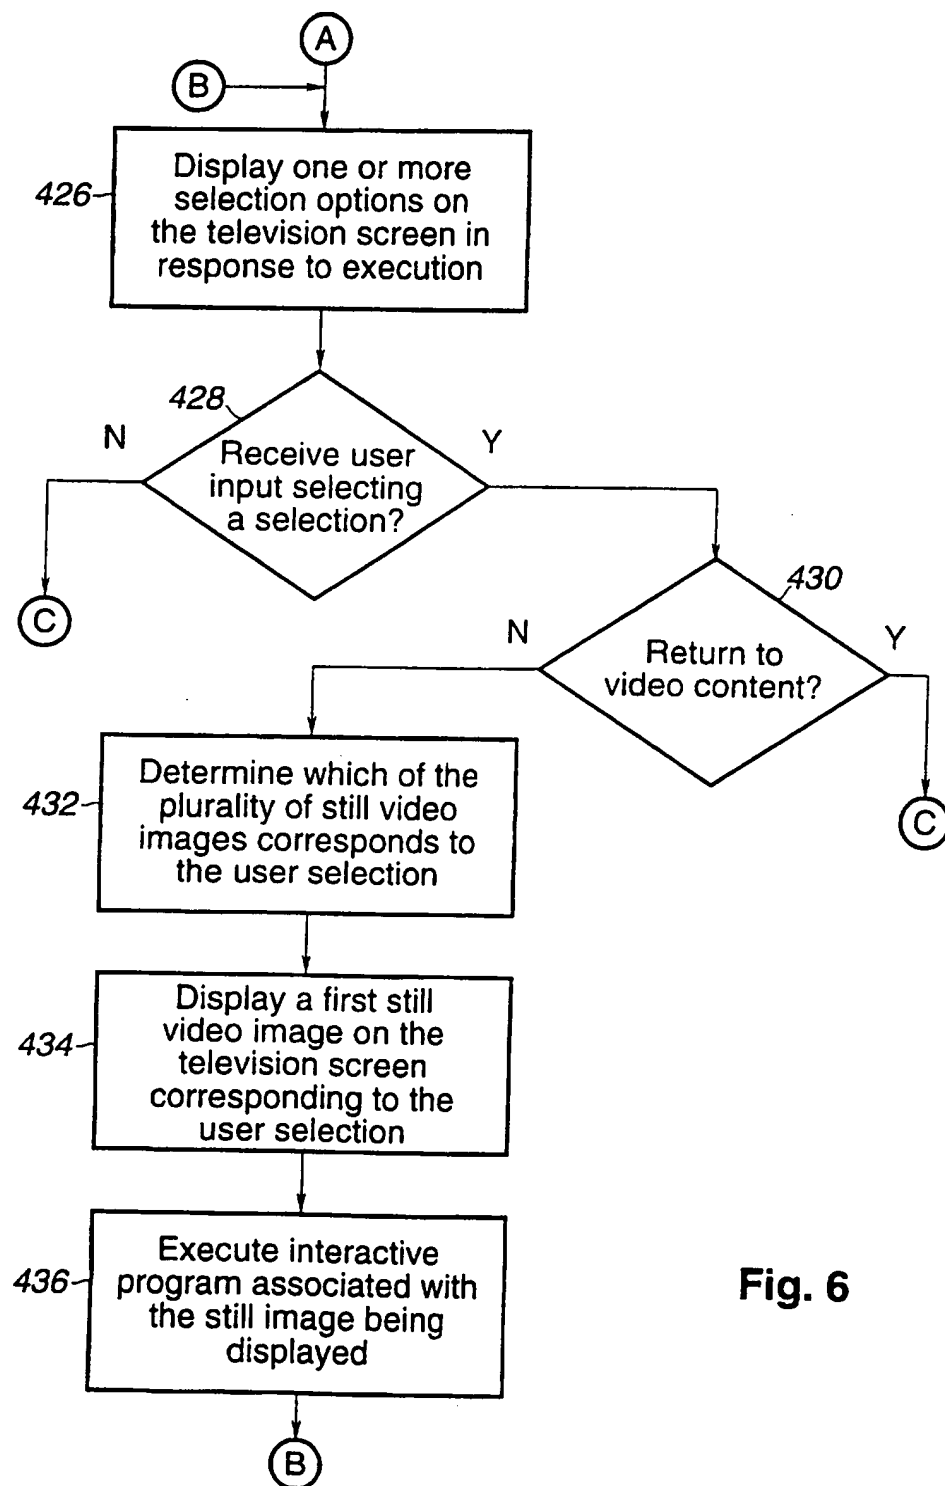 A
B
426
Display one or more
selection options on
the television screen in
response to execution
428
N
Y
Receive user
input selecting
a selection?
C
430
N
Y
Return to
video content?
C
432
Determine which of the
plurality of still video
images corresponds to
the user selection
434
Display a first still
video image on the
television screen
corresponding to the
user selection
436
Execute interactive
program associated with
the still image being
displayed
Fig. 6
B